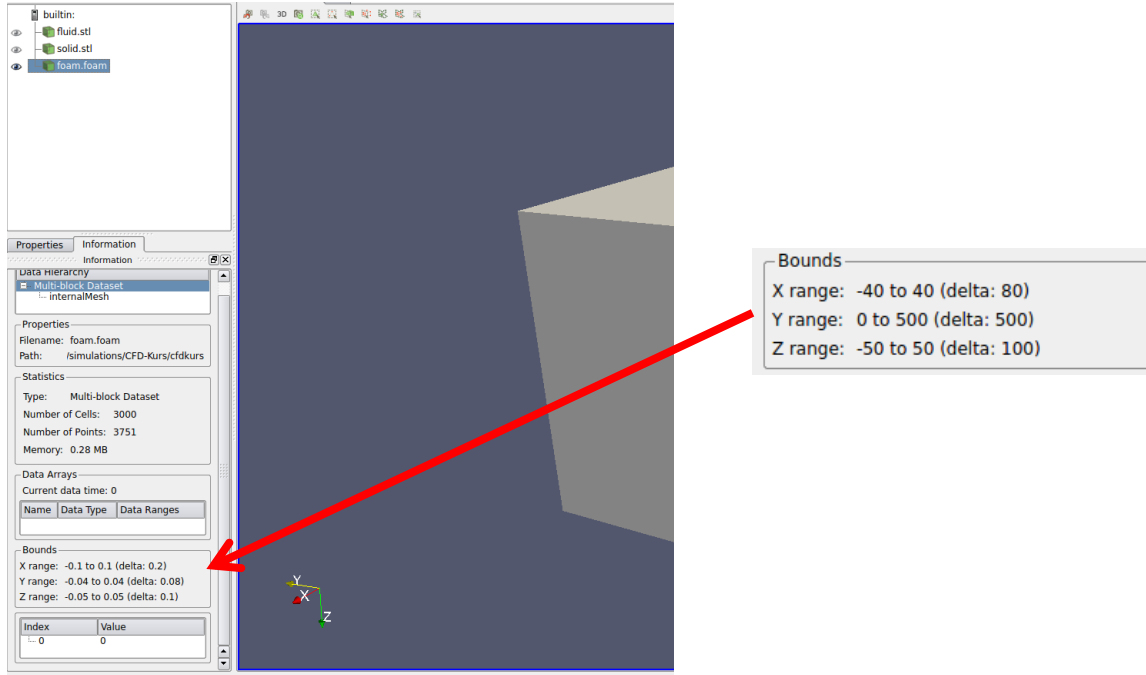 builtin:
fluid.stl
solid.stl
foam.foam
3D
Properties Information
Information
Data Hierarchy
Multi-block Dataset
internalMesh
Properties
Filename: foam.foam
Path: /simulations/CFD-Kurs/cfdkurs
Statistics
Type: Multi-block Dataset
Number of Cells: 3000
Number of Points: 3751
Memory: 0.28 MB
Data Arrays
Current data time: 0
Name Data Type Data Ranges
Bounds
X range: -0.1 to 0.1 (delta: 0.2)
Y range: -0.04 to 0.04 (delta: 0.08)
Z range: -0.05 to 0.05 (delta: 0.1)
Index Value
0 0
Y
X
Z
Bounds
X range: -40 to 40 (delta: 80)
Y range: 0 to 500 (delta: 500)
Z range: -50 to 50 (delta: 100)